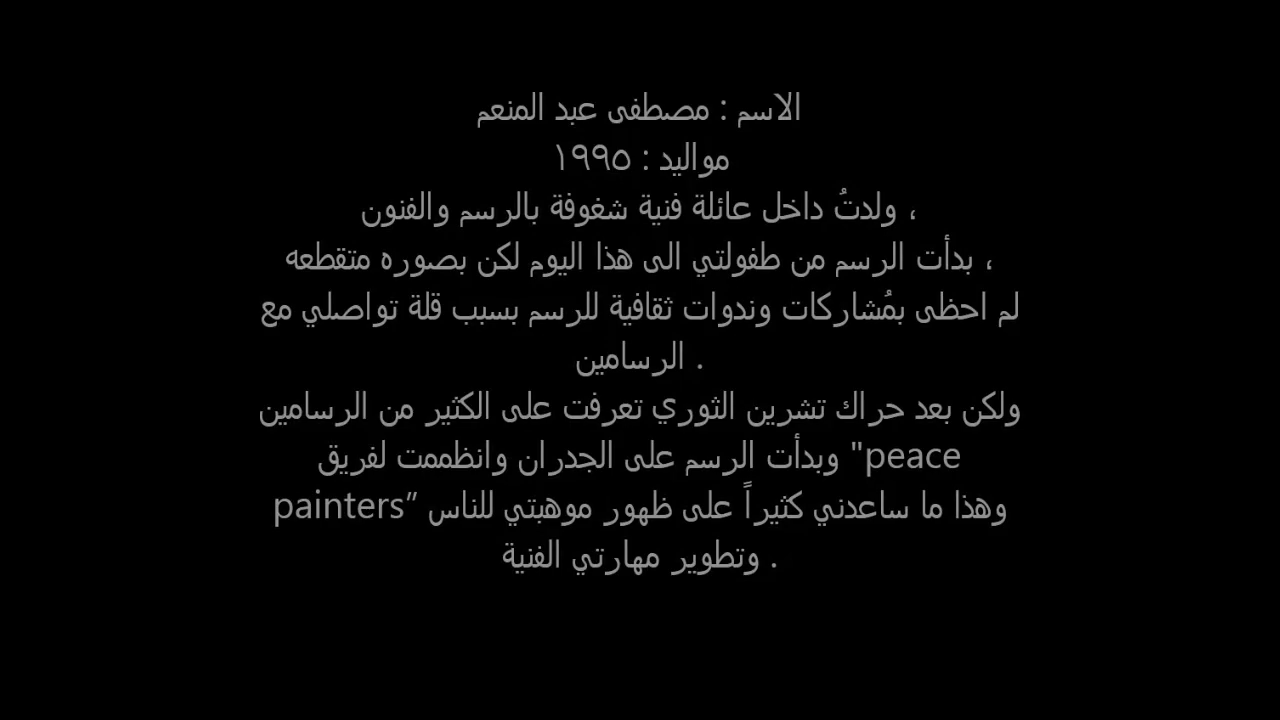 الاسم : مصطفى عبد المنعم
مواليد : ١٩٩٥
ولدتُ داخل عائلة فنية شغوفة بالرسم والفنون ،
بدأت الرسم من طفولتي الى هذا اليوم لكن بصوره متقطعه ،
لم احظى بمُشاركات وندوات ثقافية للرسم بسبب قلة تواصلي مع
الرسامين .
ولكن بعد حراك تشرين الثوري تعرفت على الكثير من الرسامين
وبدأت الرسم على الجدران وانظممت لفريق "peace
painters” وهذا ما ساعدني كثيراً على ظهور موهبتي للناس
وتطوير مهارتي الفنية .